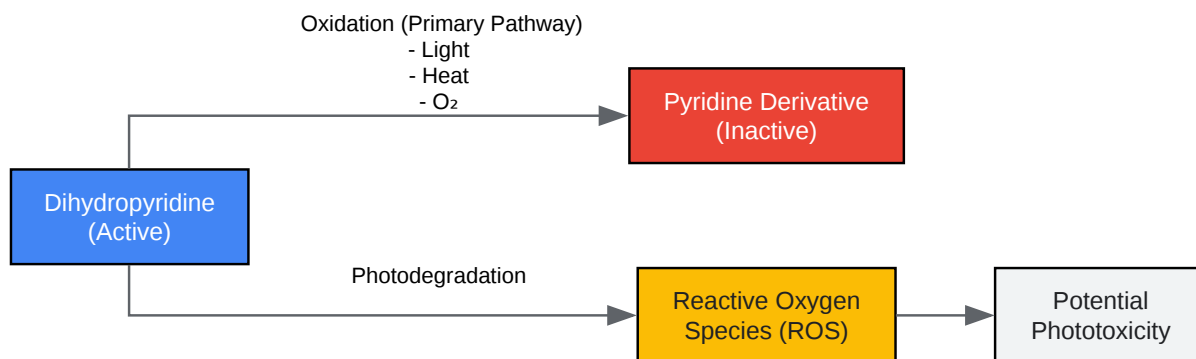 Oxidation (Primary Pathway)
- Light
- Heat
- O₂
Pyridine Derivative
(Inactive)
Dihydropyridine
(Active)
Photodegradation
Reactive Oxygen
Species (ROS)
Potential
Phototoxicity